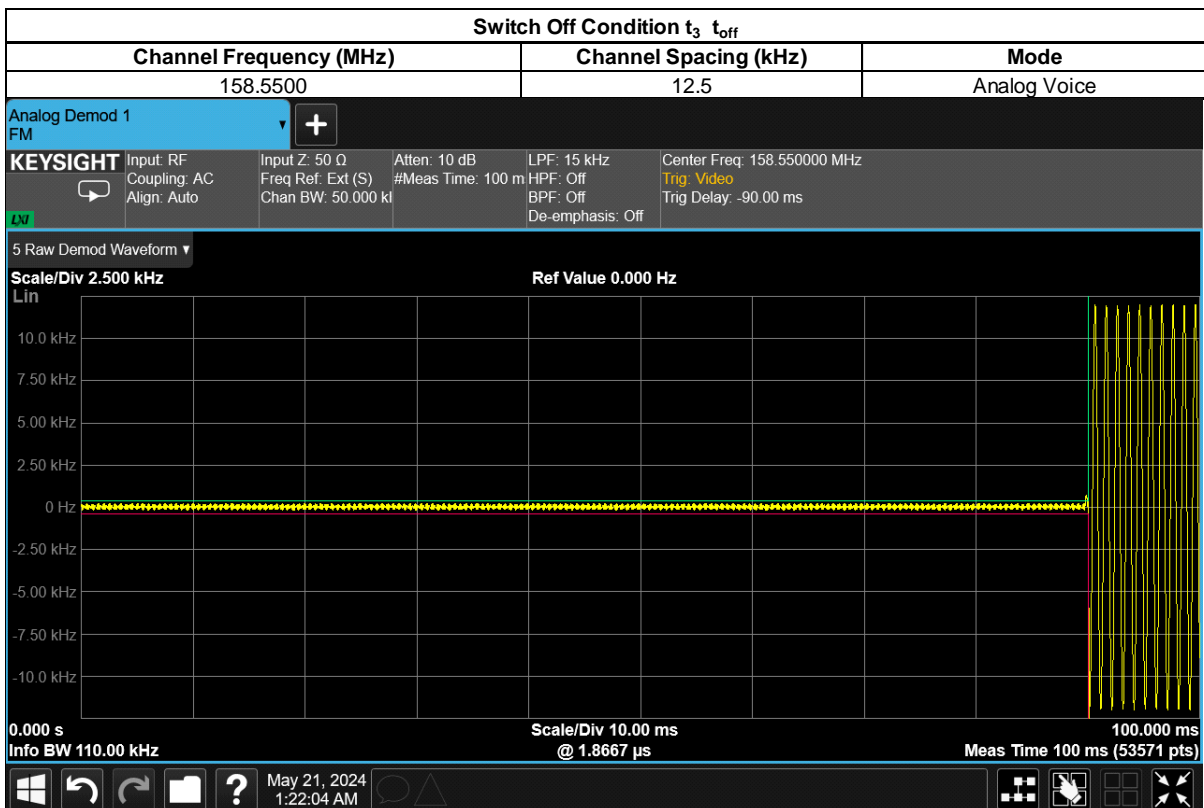 Switch Off Condition t3 toff
Channel Frequency (MHz) Channel Spacing (kHz) Mode
158.5500 12.5 Analog Voice
Analog Demod 1
FM
KEYSIGHT Input: RF Input Z: 50 Ω Atten: 10 dB LPF: 15 kHz Center Freq: 158.550000 MHz
Coupling: AC Freq Ref: Ext (S) #Meas Time: 100 m HPF: Off Trig: Video
Align: Auto Chan BW: 50.000 kl BPF: Off Trig Delay: -90.00 ms
LXI De-emphasis: Off
5 Raw Demod Waveform
Scale/Div 2.500 kHz Ref Value 0.000 Hz
Lin
10.0 kHz
7.50 kHz
5.00 kHz
2.50 kHz
0 Hz
-2.50 kHz
-5.00 kHz
-7.50 kHz
-10.0 kHz
0.000 s Scale/Div 10.00 ms 100.000 ms
Info BW 110.00 kHz @ 1.8667 µs Meas Time 100 ms (53571 pts)
? May 21, 2024
1:22:04 AM